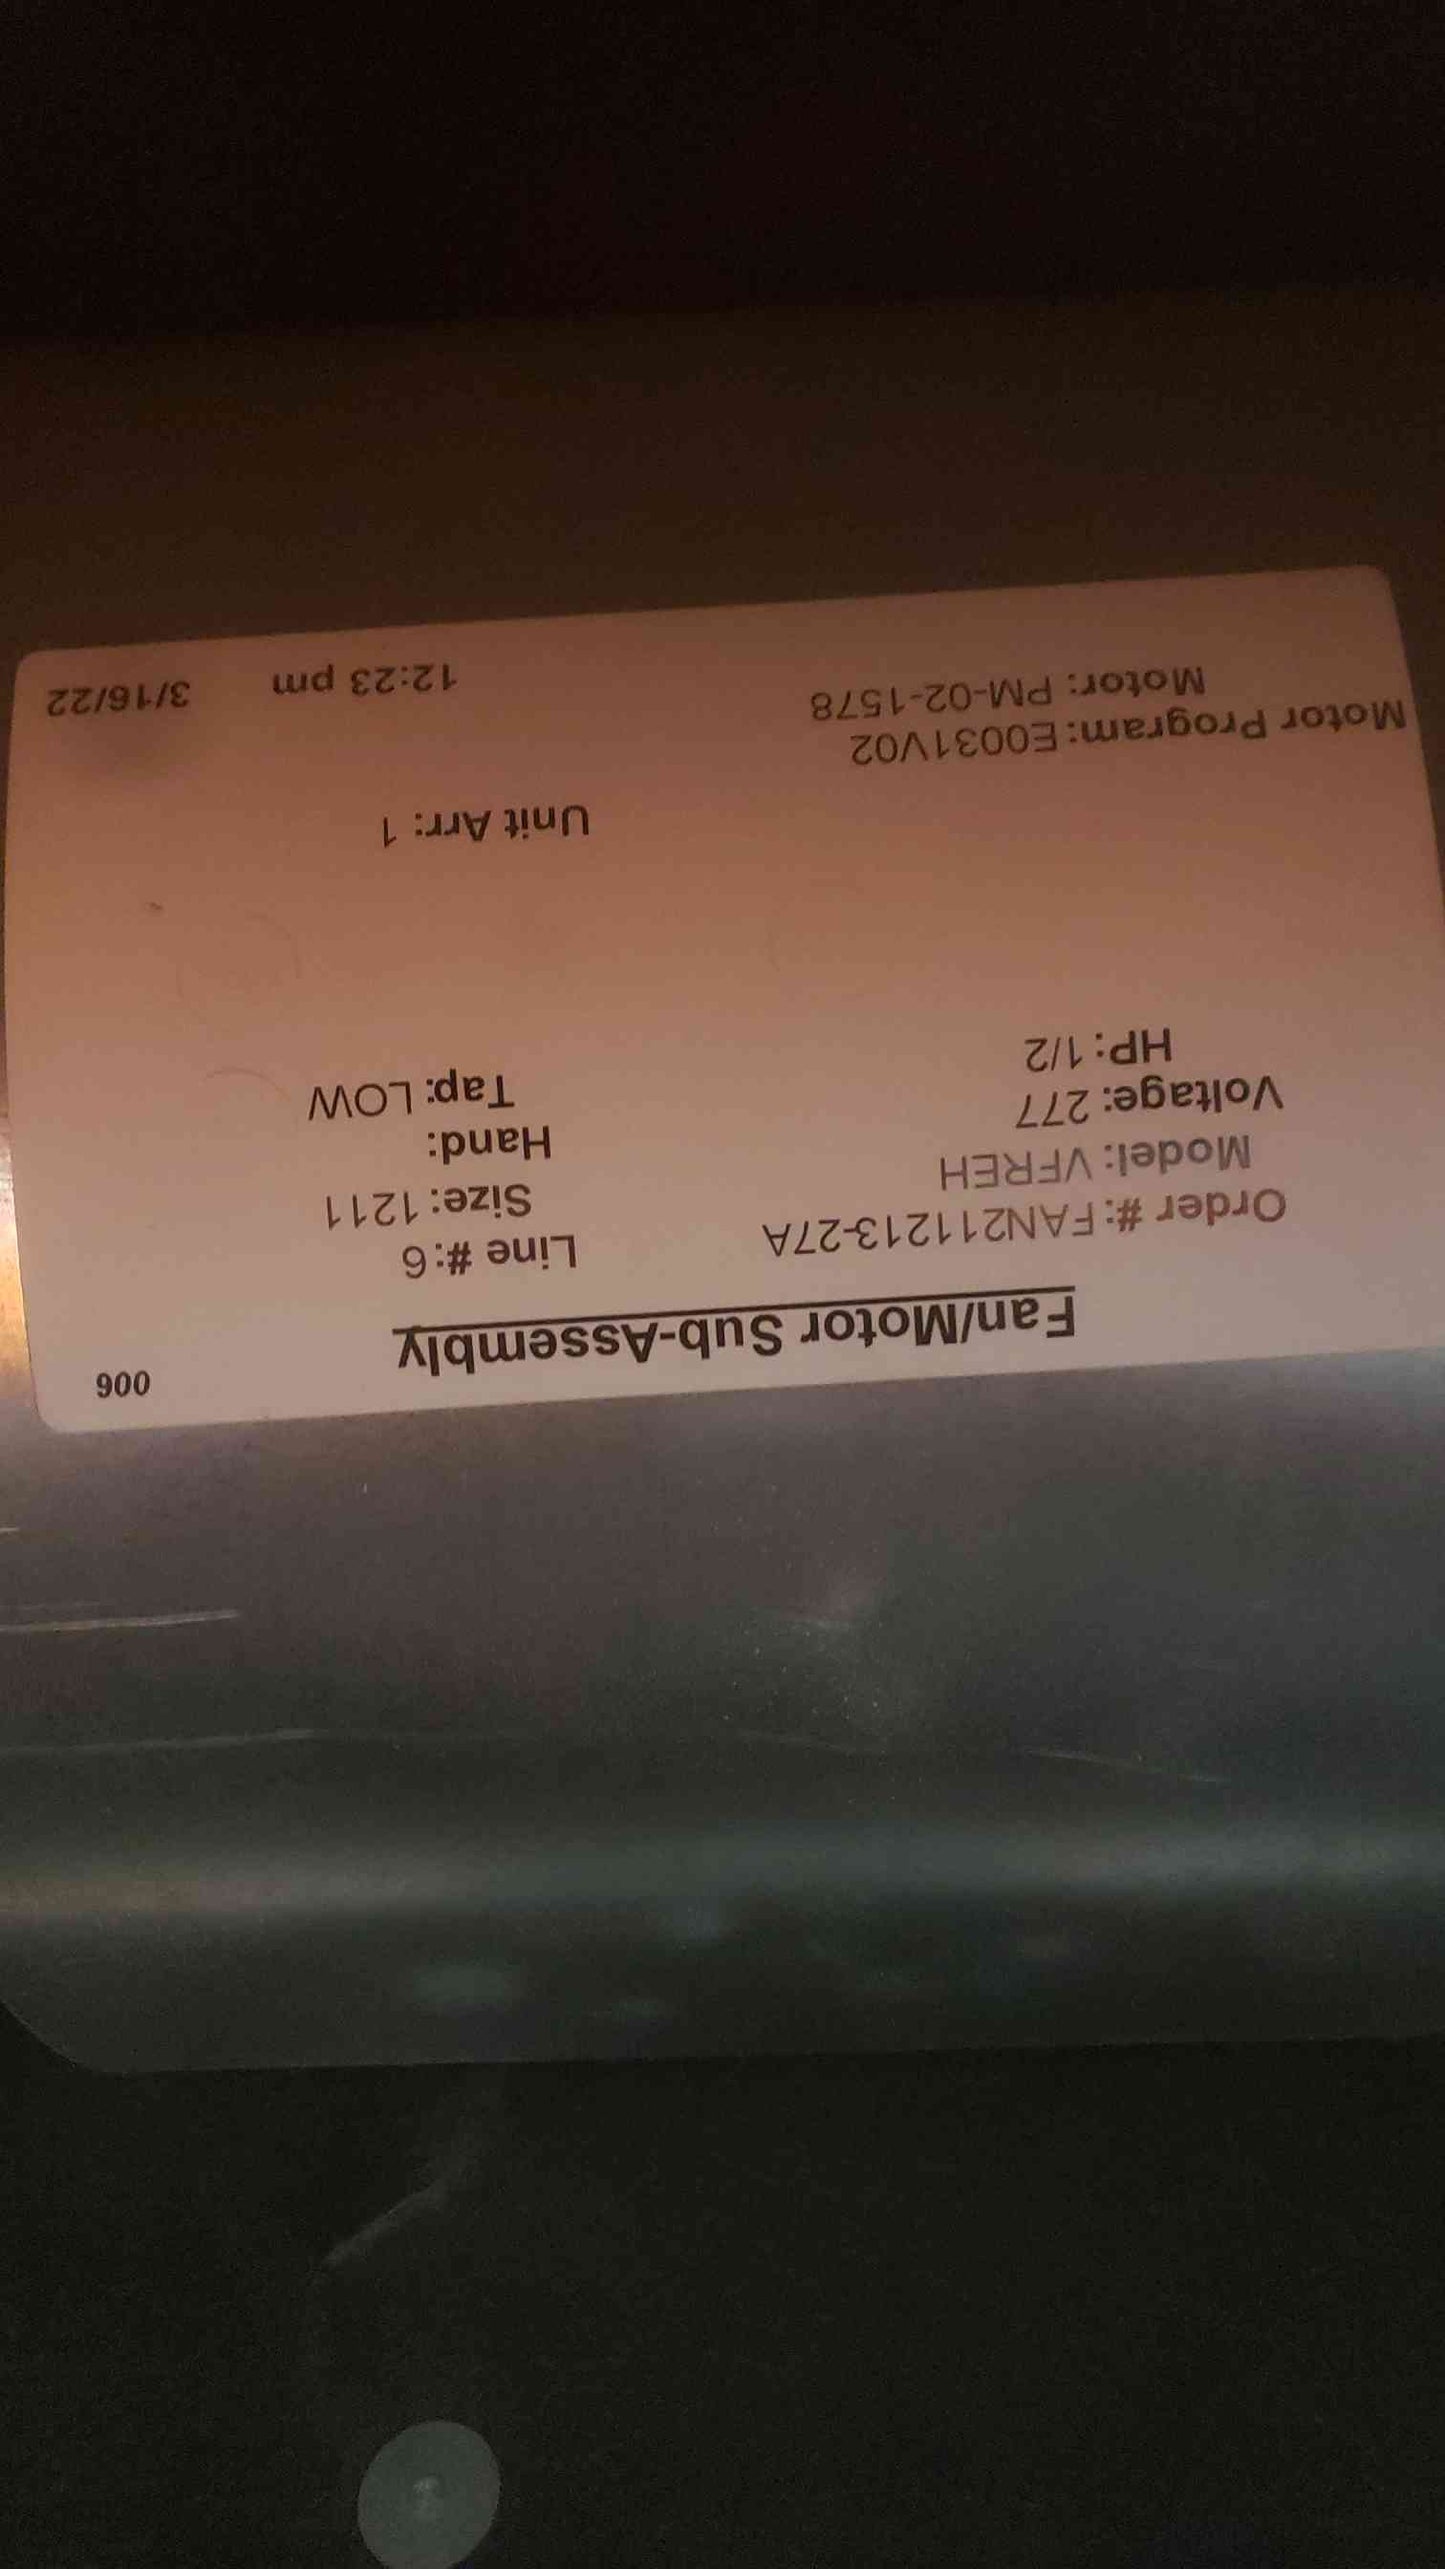 006
Fan/Motor Sub-Assembly
Order #: FAN211213-27A Line #: 6
Model: VFREH Size: 1211
Voltage: 277 Hand:
HP: 1/2 Tap: LOW
Unit Arr: 1
Motor Program: E0031V02
Motor: PM-02-1578 12:23 pm 3/16/22